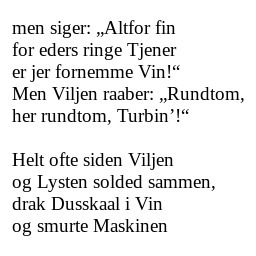 men siger: „Altfor fin
for eders ringe Tjener
er jer fornemme Vin!“
Men Viljen raaber: „Rundtom,
her rundtom, Turbin’!“

Helt ofte siden Viljen
og Lysten solded sammen,
drak Dusskaal i Vin
og smurte Maskinen